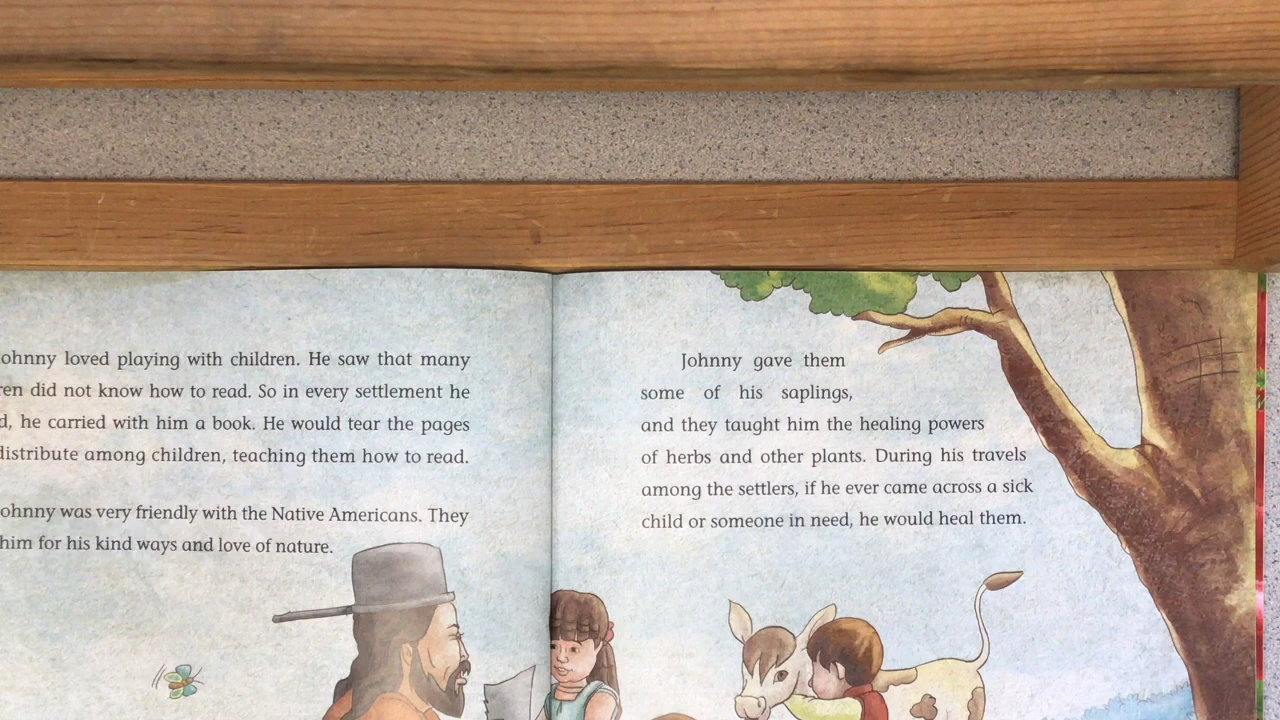 ohnny loved playing with children. He saw that many
ren did not know how to read. So in every settlement he
d, he carried with him a book. He would tear the pages
distribute among children, teaching them how to read.
ohnny was very friendly with the Native Americans. They
him for his kind ways and love of nature.
Johnny gave them
some of his saplings,
and they taught him the healing powers
of herbs and other plants. During his travels
among the settlers, if he ever came across a sick
child or someone in need, he would heal them.